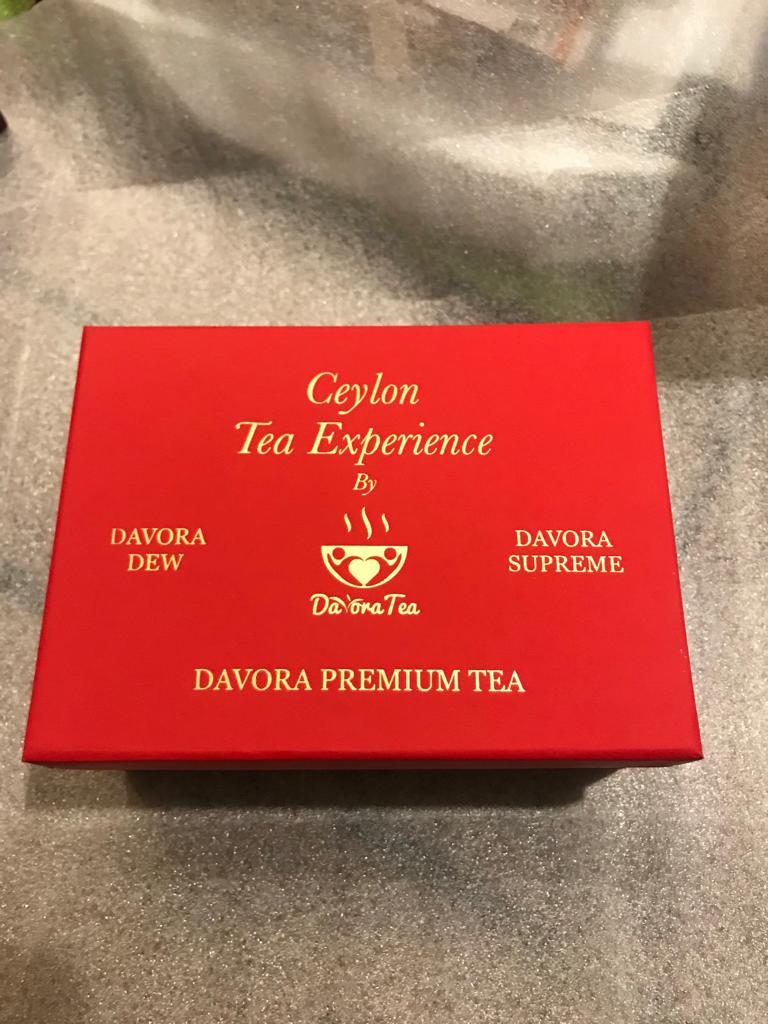 Ceylon
Tea Experience
By
DAVORA
DEW
DAVORA
SUPREME
DavoraTea
DAVORA PREMIUM TEA